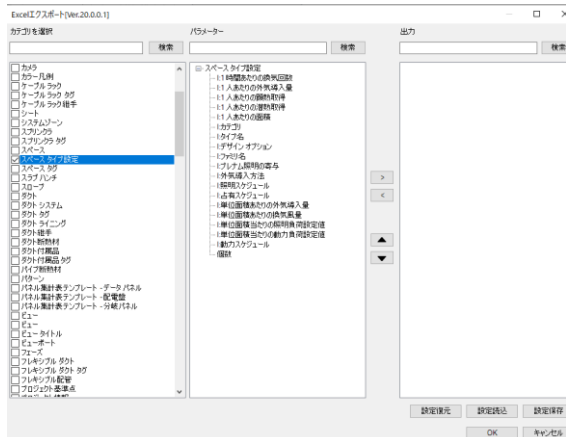 Excelエクスポート[Ver.20.0.0.1]
カテゴリを選択
検索
カメラ
カラー凡例
ケーブル ラック
ケーブル ラック タグ
ケーブル ラック継手
シート
システムゾーン
スプリンクラ
スプリンクラ タグ
スペース
スペース タイプ設定
スペース タグ
スラブ ハンチ
スロープ
ダクト
ダクト システム
ダクト タグ
ダクト ライニング
ダクト継手
ダクト断熱材
ダクト付属品
ダクト付属品 タグ
パイプ断熱材
パターン
パネル集計表テンプレート - データ パネル
パネル集計表テンプレート - 配電盤
パネル集計表テンプレート - 分岐パネル
ビュー
ビュー
ビュー タイトル
ビューポート
フェーズ
フレキシブル ダクト
フレキシブル ダクト タグ
フレキシブル配管
プロジェクト基準点
パラメーター
検索
スペース タイプ設定
I:1 時間あたりの換気回数
I:1 人あたりの外気導入量
I:1 人あたりの顕熱取得
I:1 人あたりの潜熱取得
I:1 人あたりの面積
I:カテゴリ
I:タイプ名
I:デザイン オプション
I:ファミリ名
I:プレナム照明の寄与
I:外気導入方法
I:照明スケジュール
I:占有スケジュール
I:単位面積あたりの外気導入量
I:単位面積あたりの換気風量
I:単位面積当たりの照明負荷設定値
I:単位面積当たりの動力負荷設定値
I:動力スケジュール
個数
>
<
▲
▼
出力
検索
設定復元
設定読込
設定保存
OK
キャンセル